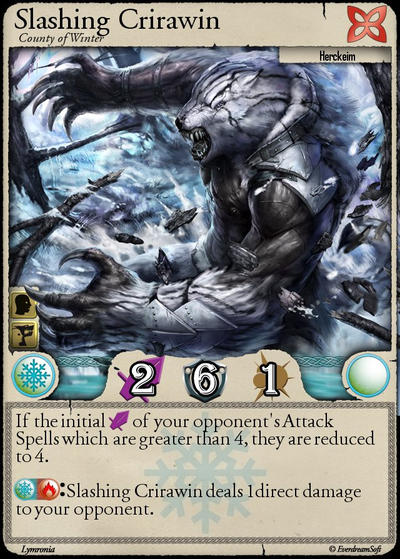 Slashing Crirawin
County of Winter
Herckeim
2 6 1
If the initial of your opponent's Attack
Spells which are greater than 4, they are reduced
to 4.
:Slashing Crirawin deals 1 direct damage
to your opponent.
Lymronia © EverdreamSoft